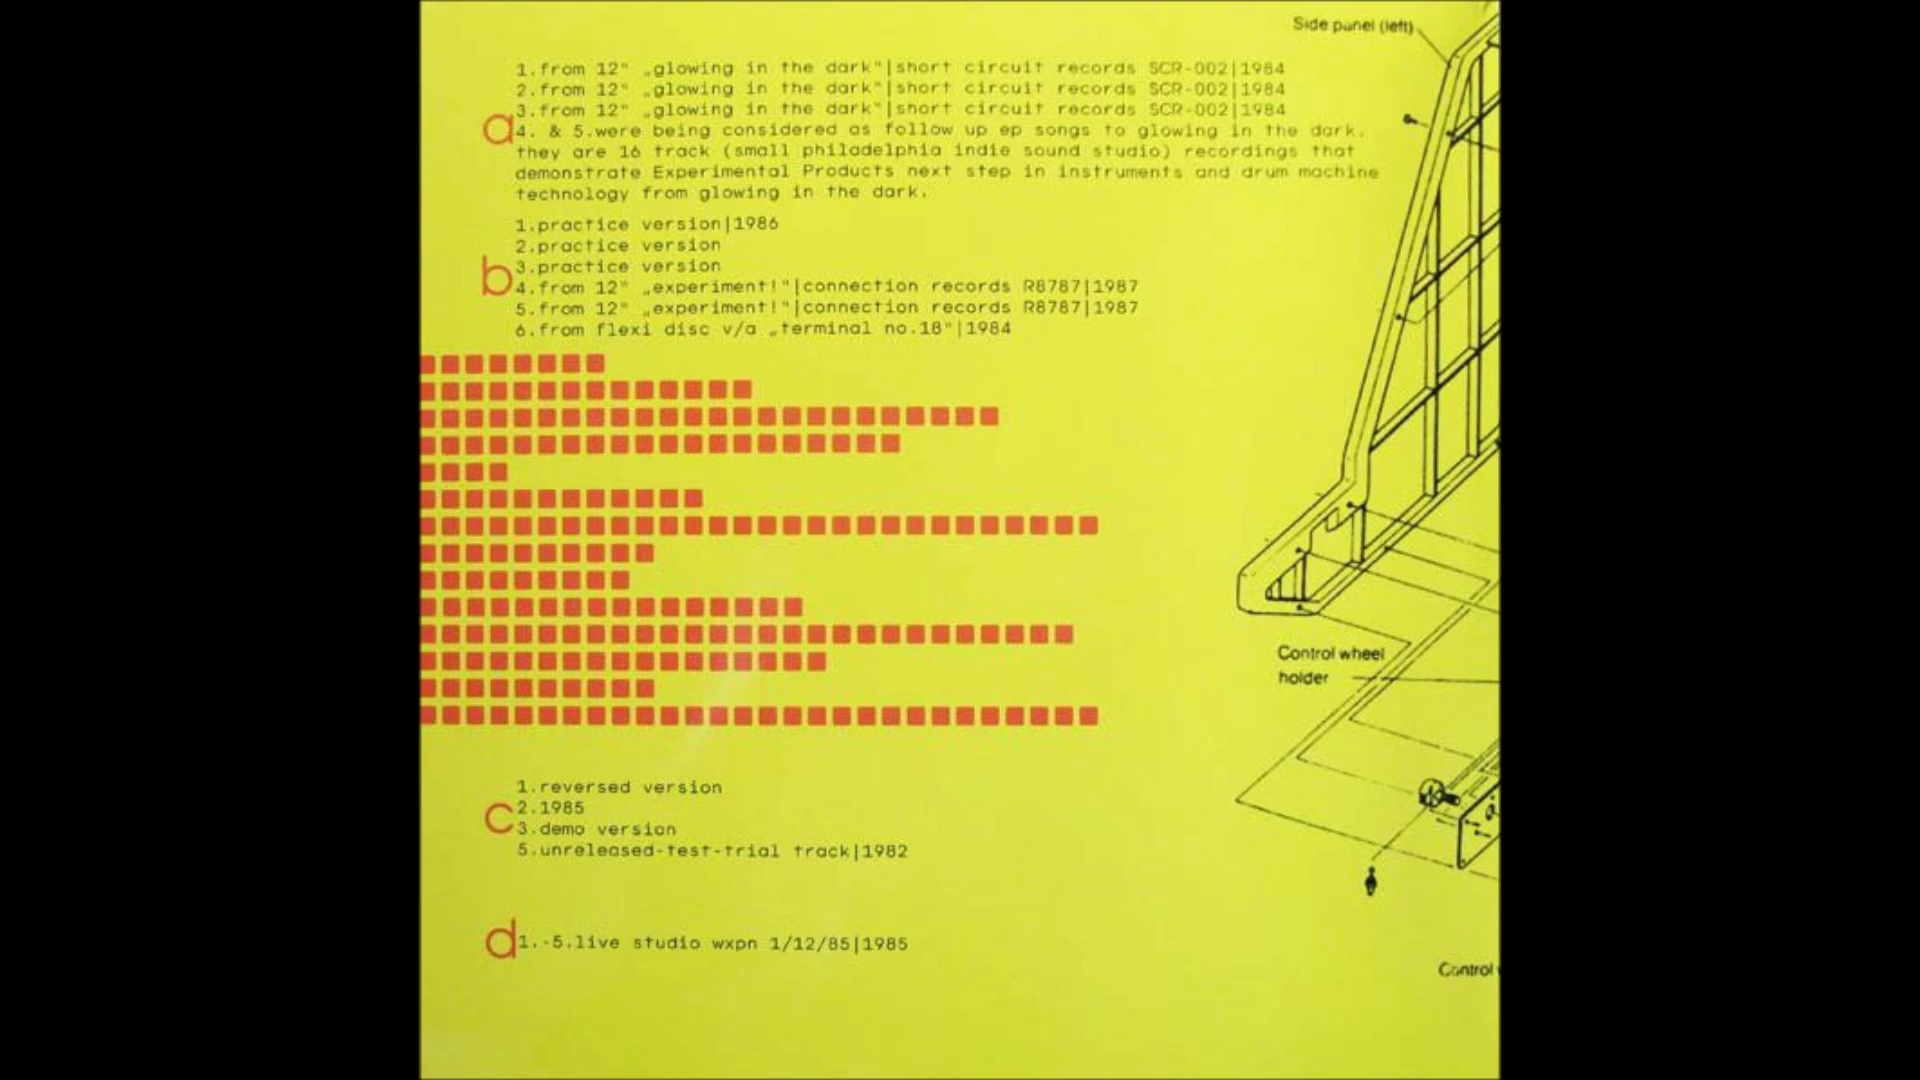 Side panel (left)
1.from 12" „glowing in the dark"|short circuit records SCR-002|1984
2.from 12" „glowing in the dark"|short circuit records SCR-002|1984
3.from 12" „glowing in the dark"|short circuit records SCR-002|1984
a
4. & 5.were being considered as follow up ep songs to glowing in the dark.
they are 16 track (small philadelphia indie sound studio) recordings that
demonstrate Experimental Products next step in instruments and drum machine
technology from glowing in the dark.
1.practice version|1986
2.practice version
3.practice version
b
4.from 12" „experiment!"|connection records R8787|1987
5.from 12" „experiment!"|connection records R8787|1987
6.from flexi disc v/a „terminal no.18"|1984
Control wheel
holder
1.reversed version
c
2.1985
3.demo version
5.unreleased-test-trial track|1982
d
1.-5.live studio wxpn 1/12/85|1985
Control